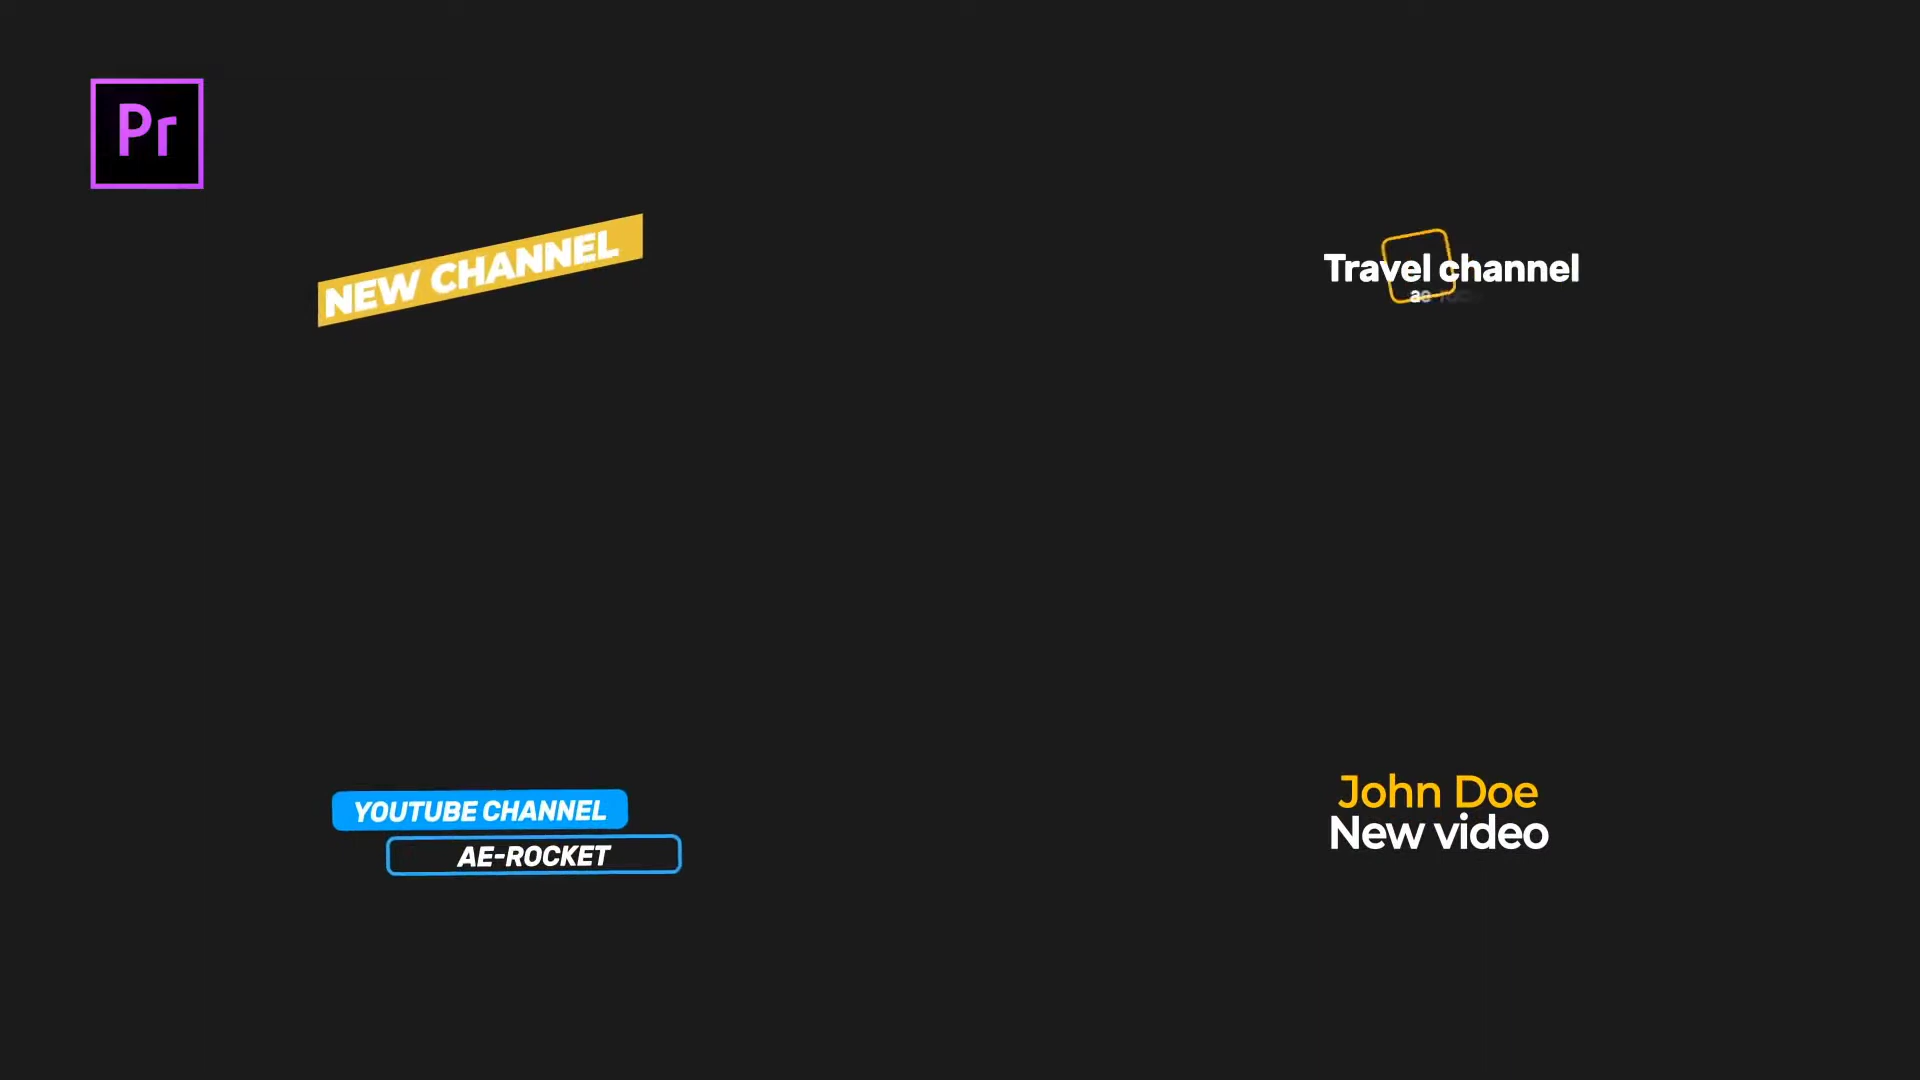 Pr
NEW CHANNEL
Travel channel
YOUTUBE CHANNEL
AE-ROCKET
John Doe
New video